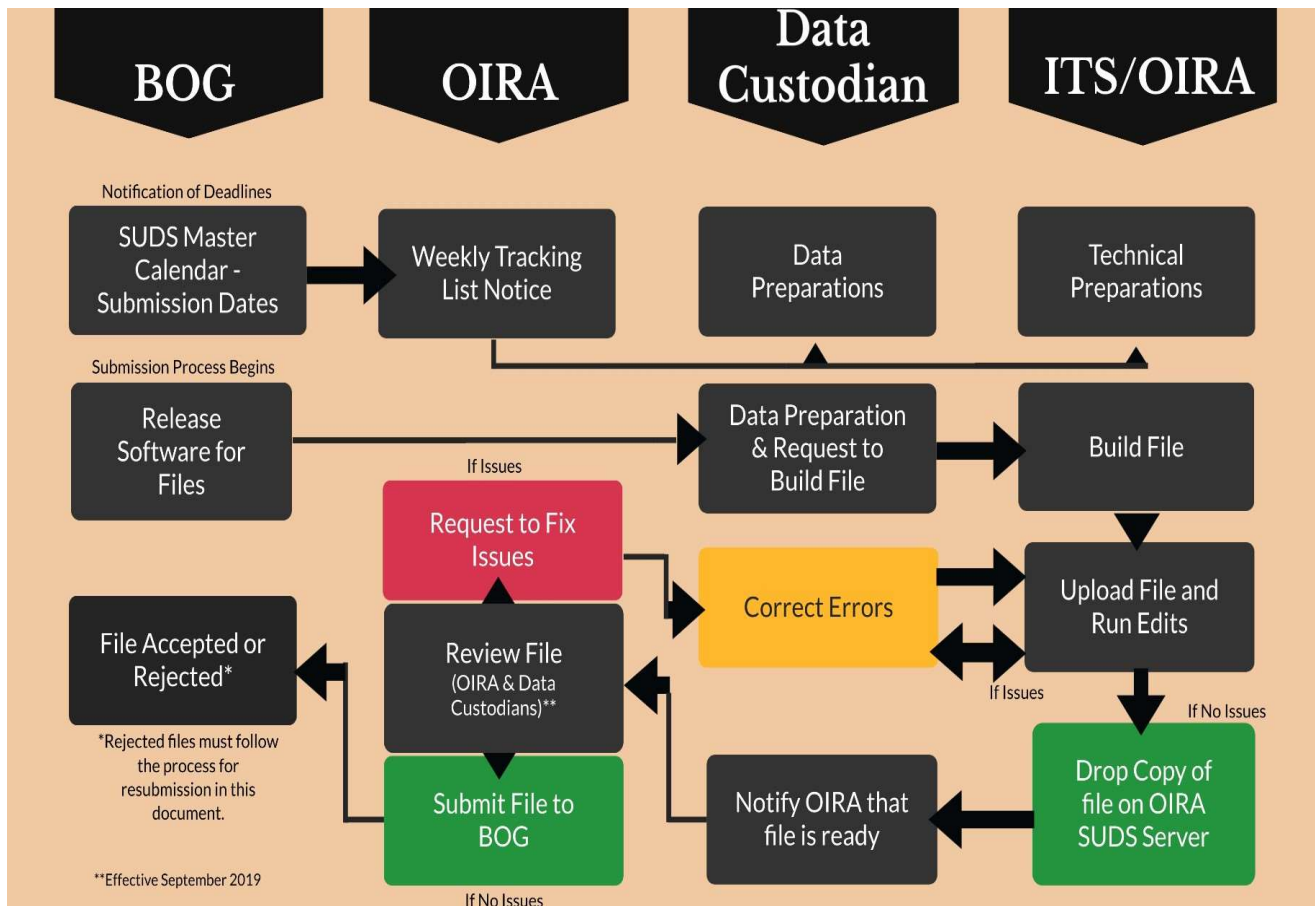 BOG
OIRA
Data
Custodian
ITS/OIRA
Notification of Deadlines
SUDS Master
Calendar -
Submission Dates
Weekly Tracking
List Notice
Data
Preparations
Technical
Preparations
Submission Process Begins
Release
Software for
Files
Data Preparation
& Request to
Build File
Build File
If Issues
Request to Fix
Issues
Correct Errors
Upload File and
Run Edits
If Issues
File Accepted or
Rejected*
Review File
(OIRA & Data
Custodians)**
If No Issues
*Rejected files must follow
the process for
resubmission in this
document.
Submit File to
BOG
Notify OIRA that
file is ready
Drop Copy of
file on OIRA
SUDS Server
**Effective September 2019
If No Issues